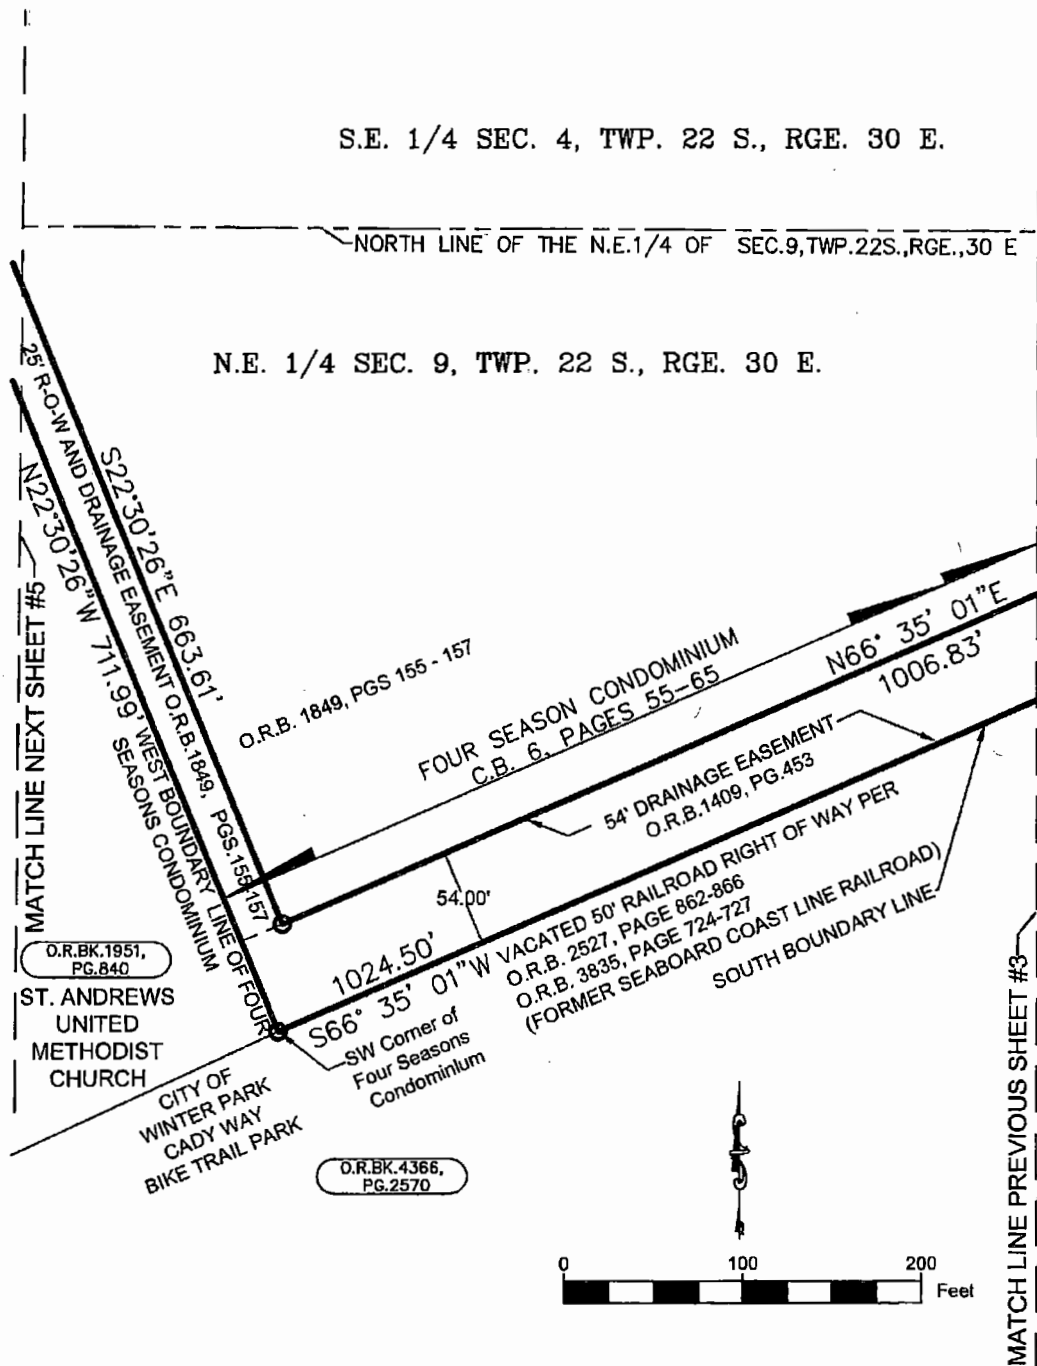 S.E. 1/4 SEC. 4, TWP. 22 S., RGE. 30 E.
NORTH LINE OF THE N.E.1/4 OF SEC.9,TWP.22S.,RGE.,30 E
N.E. 1/4 SEC. 9, TWP. 22 S., RGE. 30 E.
S22°30'26"E 663.61'
25' R-O-W AND DRAINAGE EASEMENT O.R.B.1849, PGS.155-157
N22°30'26"W 711.99'
WEST BOUNDARY LINE OF FOUR
SEASONS CONDOMINIUM
MATCH LINE NEXT SHEET #5
O.R.B. 1849, PGS 155 - 157
FOUR SEASON CONDOMINIUM
C.B. 6, PAGES 55-65
N66° 35' 01"E
1006.83'
54' DRAINAGE EASEMENT
O.R.B.1409, PG.453
54.00'
1024.50'
S66° 35' 01"W
VACATED 50' RAILROAD RIGHT OF WAY PER
O.R.B. 2527, PAGE 862-866
O.R.B. 3835, PAGE 724-727
(FORMER SEABOARD COAST LINE RAILROAD)
SOUTH BOUNDARY LINE
O.R.BK.1951,
PG.840
ST. ANDREWS
UNITED
METHODIST
CHURCH
SW Corner of
Four Seasons
Condominium
CITY OF
WINTER PARK
CADY WAY
BIKE TRAIL PARK
O.R.BK.4366,
PG.2570
0 100 200
Feet
MATCH LINE PREVIOUS SHEET #3